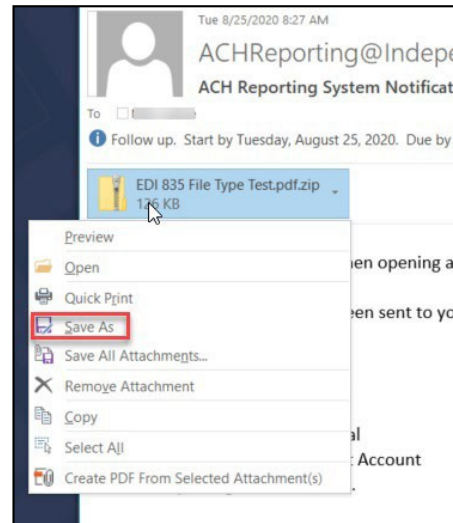 Tue 8/25/2020 8:27 AM
ACHReporting@Indepe
ACH Reporting System Notificat
To
Follow up. Start by Tuesday, August 25, 2020. Due by
EDI 835 File Type Test.pdf.zip
126 KB
Preview
Open
en opening a
Quick Print
Save As
een sent to yo
Save All Attachments...
Remove Attachment
Copy
Select All
al
Account
Create PDF From Selected Attachment(s)